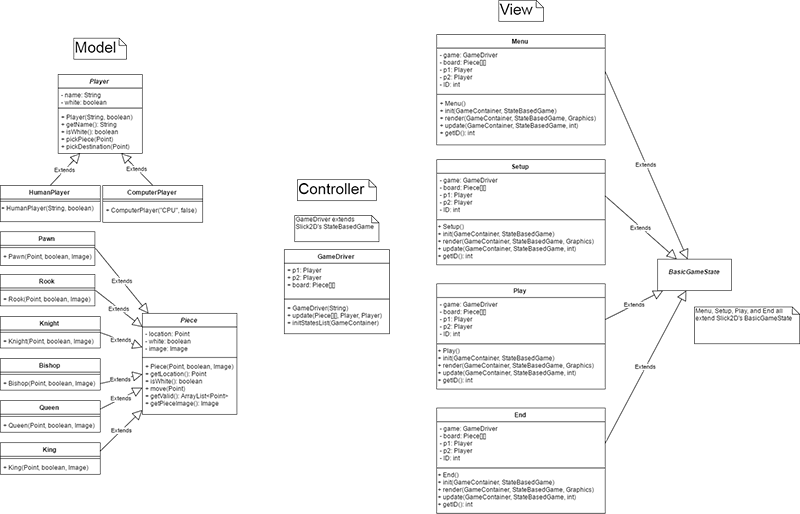 Model
Player
- name: String
- white: boolean
+ Player(String, boolean)
+ getName(): String
+ isWhite(): boolean
+ pickPiece(Point)
+ pickDestination(Point)
Extends
Extends
HumanPlayer
+ HumanPlayer(String, boolean)
ComputerPlayer
+ ComputerPlayer("CPU", false)
Pawn
+ Pawn(Point, boolean, Image)
Extends
Rook
+ Rook(Point, boolean, Image)
Extends
Knight
+ Knight(Point, boolean, Image)
Extends
Bishop
+ Bishop(Point, boolean, Image)
Extends
Queen
+ Queen(Point, boolean, Image)
Extends
King
+ King(Point, boolean, Image)
Extends
Piece
- location: Point
- white: boolean
- image: Image
+ Piece(Point, boolean, Image)
+ getLocation(): Point
+ isWhite(): boolean
+ move(Point)
+ getValid(): ArrayList<Point>
+ getPieceImage(): Image
Controller
GameDriver extends
Slick2D's StateBasedGame
GameDriver
+ p1: Player
+ p2: Player
+ board: Piece[][]
+ GameDriver(String)
+ update(Piece[][], Player, Player)
+ initStatesList(GameContainer)
View
Menu
- game: GameDriver
- board: Piece[][]
- p1: Player
- p2: Player
- ID: int
+ Menu()
+ init(GameContainer, StateBasedGame)
+ render(GameContainer, StateBasedGame, Graphics)
+ update(GameContainer, StateBasedGame, int)
+ getID(): int
Extends
Setup
- game: GameDriver
- board: Piece[][]
- p1: Player
- p2: Player
- ID: int
+ Setup()
+ init(GameContainer, StateBasedGame)
+ render(GameContainer, StateBasedGame, Graphics)
+ update(GameContainer, StateBasedGame, int)
+ getID(): int
Extends
Play
- game: GameDriver
- board: Piece[][]
- p1: Player
- p2: Player
- ID: int
+ Play()
+ init(GameContainer, StateBasedGame)
+ render(GameContainer, StateBasedGame, Graphics)
+ update(GameContainer, StateBasedGame, int)
+ getID(): int
Extends
End
- game: GameDriver
- board: Piece[][]
- p1: Player
- p2: Player
- ID: int
+ End()
+ init(GameContainer, StateBasedGame)
+ render(GameContainer, StateBasedGame, Graphics)
+ update(GameContainer, StateBasedGame, int)
+ getID(): int
Extends
BasicGameState
Menu, Setup, Play, and End all
extend Slick2D's BasicGameState